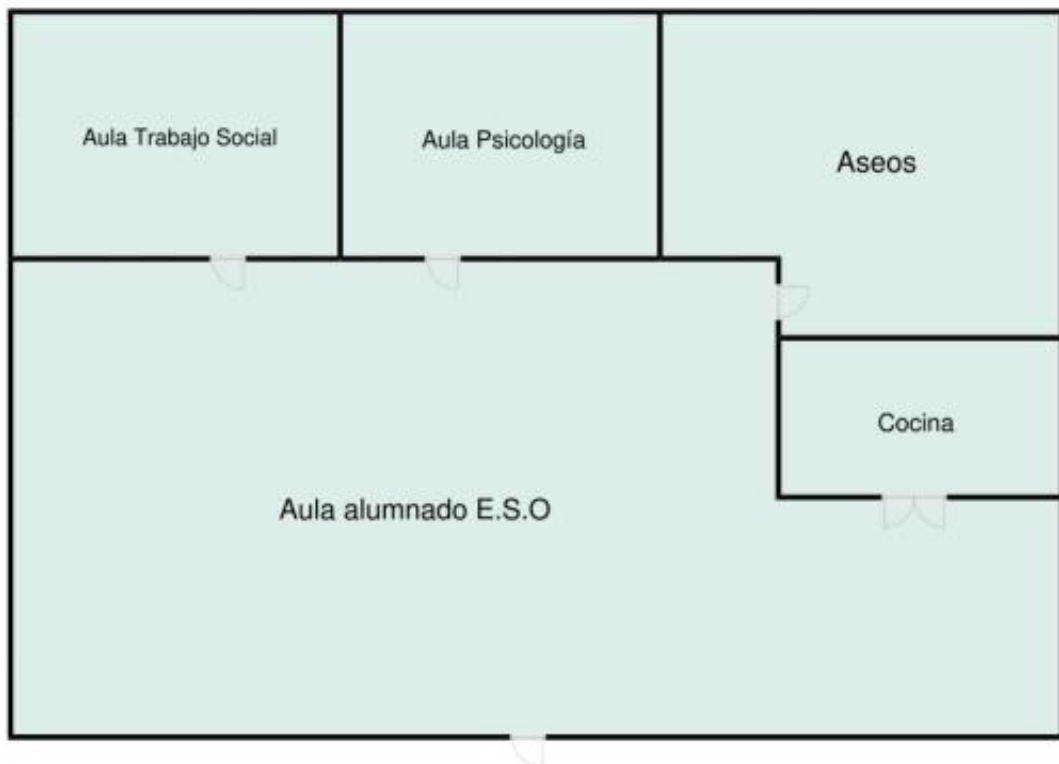 Aula Trabajo Social
Aula Psicología
Aseos
Cocina
Aula alumnado E.S.O